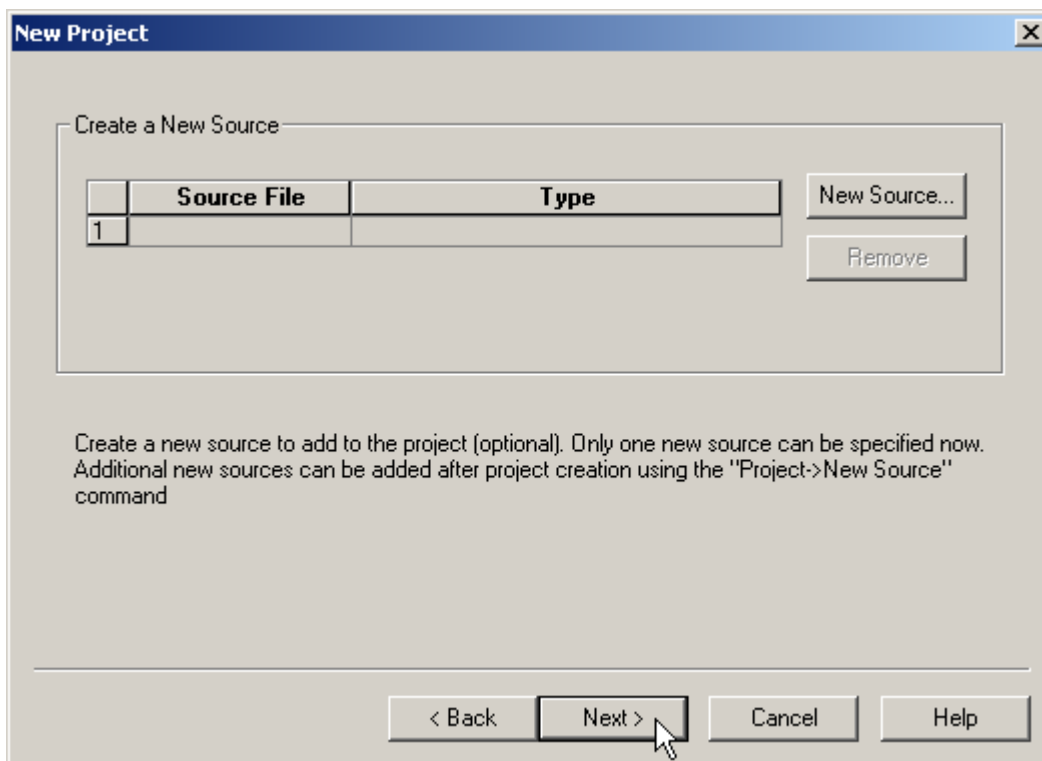 New Project
Create a New Source
Source File Type
1
New Source...
Remove
Create a new source to add to the project (optional). Only one new source can be specified now.
Additional new sources can be added after project creation using the "Project->New Source"
command
< Back Next > Cancel Help